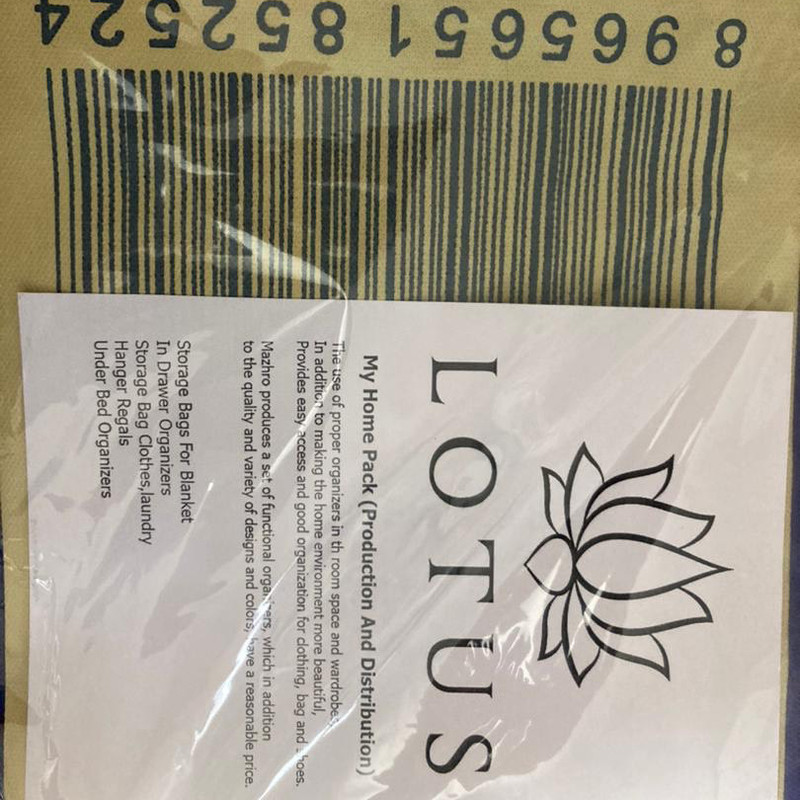 8 965651 852524
LOTUS
My Home Pack (Production And Distribution)
The use of proper organizers in th room space and wardrobe
In addition to making the home environment more beautiful,
Provides easy access and good organization for clothing, bag and shoes.
Mazhro produces a set of functional organizers, which in addition
to the quality and variety of designs and colors, have a reasonable price.
Storage Bags For Blanket
In Drawer Organizers
Storage Bag Clothes,laundry
Hanger Regals
Under Bed Organizers